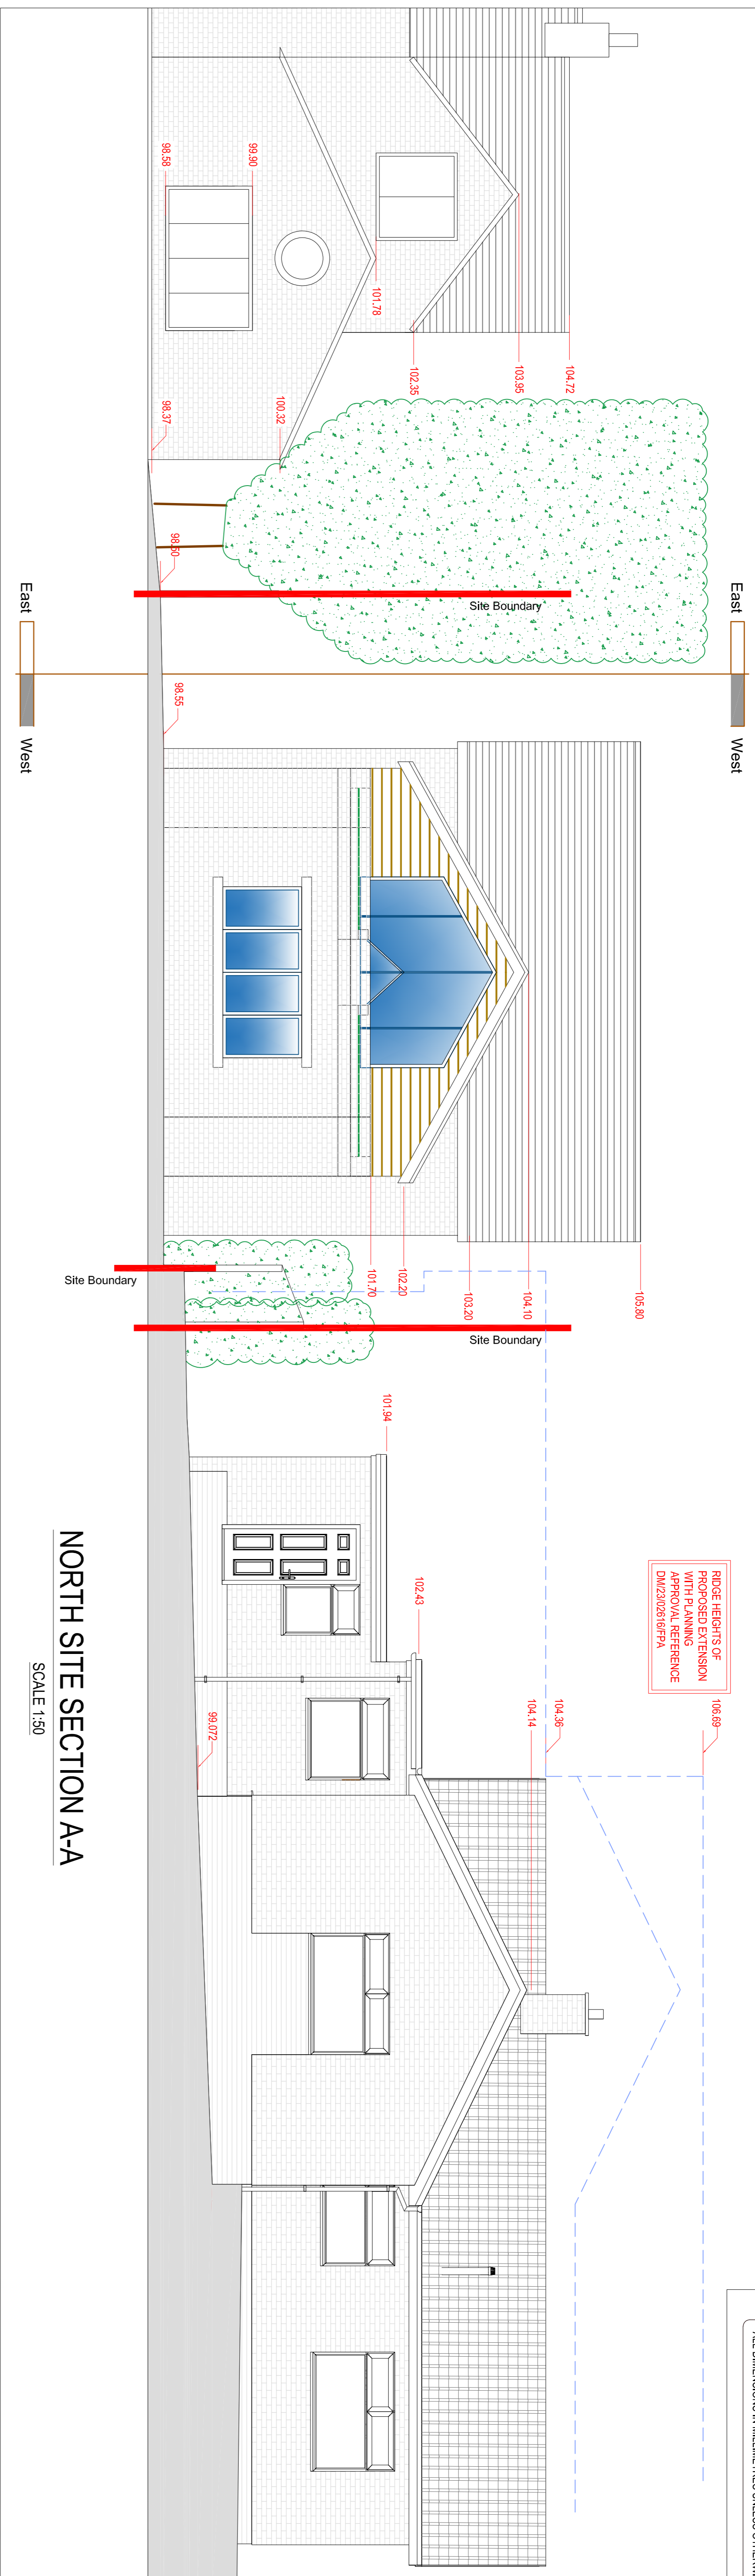 East
West
East
West
104.72
103.95
102.35
101.78
99.90
98.58
100.32
98.37
98.50
98.55
Site Boundary
105.80
104.10
103.20
102.20
101.70
Site Boundary
Site Boundary
101.94
102.43
99.072
RIDGE HEIGHTS OF
PROPOSED EXTENSION
WITH PLANNING
APPROVAL REFERENCE
DM/23/02616/FPA
106.69
104.36
104.14
NORTH SITE SECTION A-A
SCALE 1:50